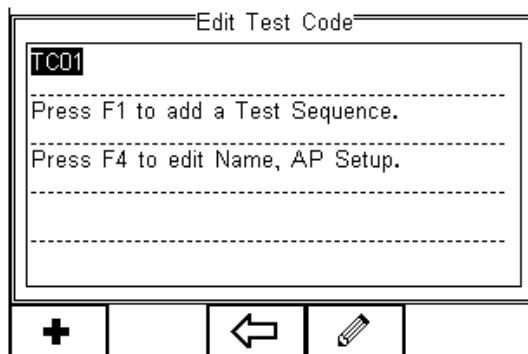 Edit Test Code
TC01
Press F1 to add a Test Sequence.
Press F4 to edit Name, AP Setup.